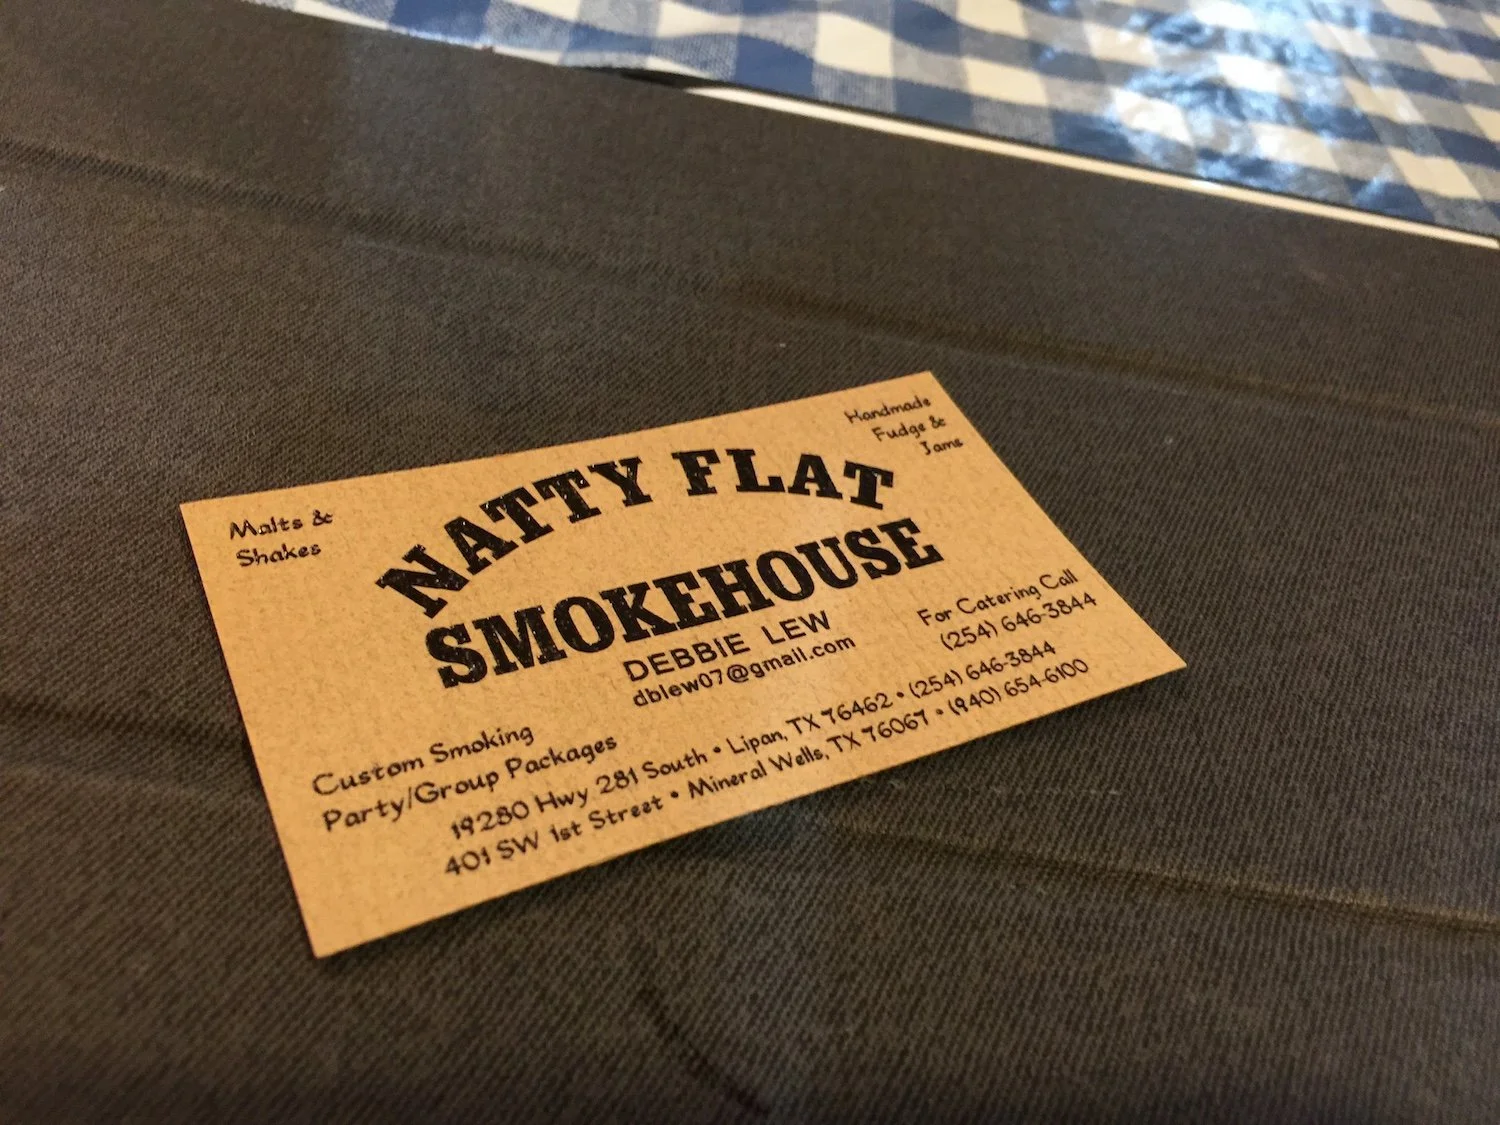 Malts &
Shakes
Handmade
Fudge &
Jams
NATTY FLAT
SMOKEHOUSE
DEBBIE LEW
dblew07@gmail.com
For Catering Call
(254) 646-3844
Custom Smoking
Party/Group Packages
19280 Hwy 281 South • Lipan, TX 76462 • (254) 646-3844
401 SW 1st Street • Mineral Wells, TX 76067 • (940) 654-6100